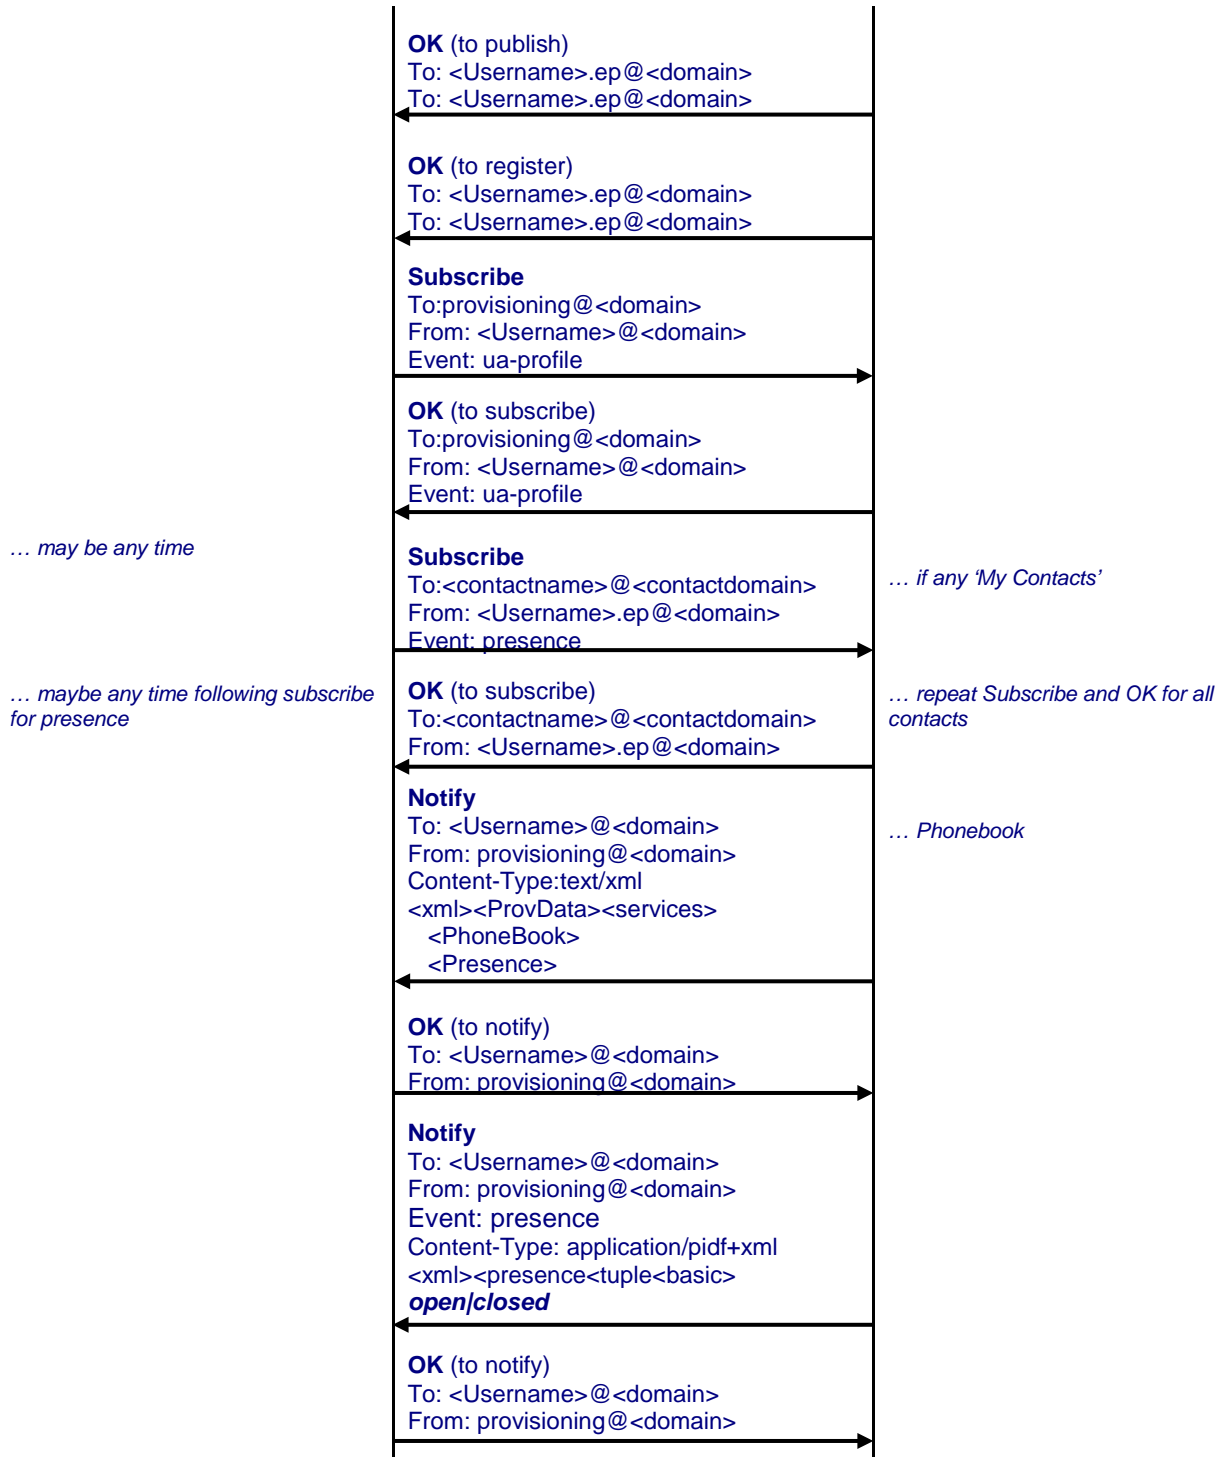 OK (to publish)
To: <Username>.ep@<domain>
To: <Username>.ep@<domain>
OK (to register)
To: <Username>.ep@<domain>
To: <Username>.ep@<domain>
Subscribe
To:provisioning@<domain>
From: <Username>@<domain>
Event: ua-profile
OK (to subscribe)
To:provisioning@<domain>
From: <Username>@<domain>
Event: ua-profile
… may be any time
Subscribe
To:<contactname>@<contactdomain>
From: <Username>.ep@<domain>
Event: presence
… if any ‘My Contacts’
… maybe any time following subscribe
for presence
OK (to subscribe)
To:<contactname>@<contactdomain>
From: <Username>.ep@<domain>
… repeat Subscribe and OK for all
contacts
Notify
To: <Username>@<domain>
From: provisioning@<domain>
Content-Type:text/xml
<xml><ProvData><services>
<PhoneBook>
<Presence>
… Phonebook
OK (to notify)
To: <Username>@<domain>
From: provisioning@<domain>
Notify
To: <Username>@<domain>
From: provisioning@<domain>
Event: presence
Content-Type: application/pidf+xml
<xml><presence<tuple<basic>
open|closed
OK (to notify)
To: <Username>@<domain>
From: provisioning@<domain>